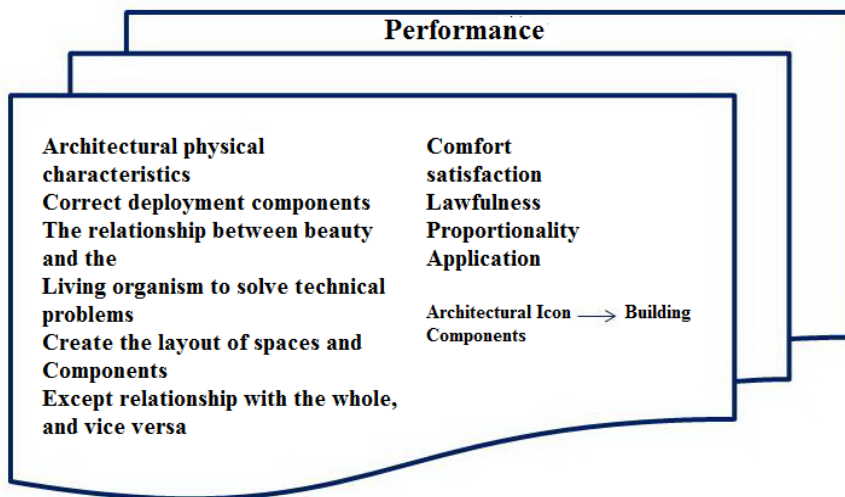 Performance
Architectural physical
characteristics
Correct deployment components
The relationship between beauty
and the
Living organism to solve technical
problems
Create the layout of spaces and
Components
Except relationship with the whole,
and vice versa
Comfort
satisfaction
Lawfulness
Proportionality
Application
Architectural Icon → Building
Components